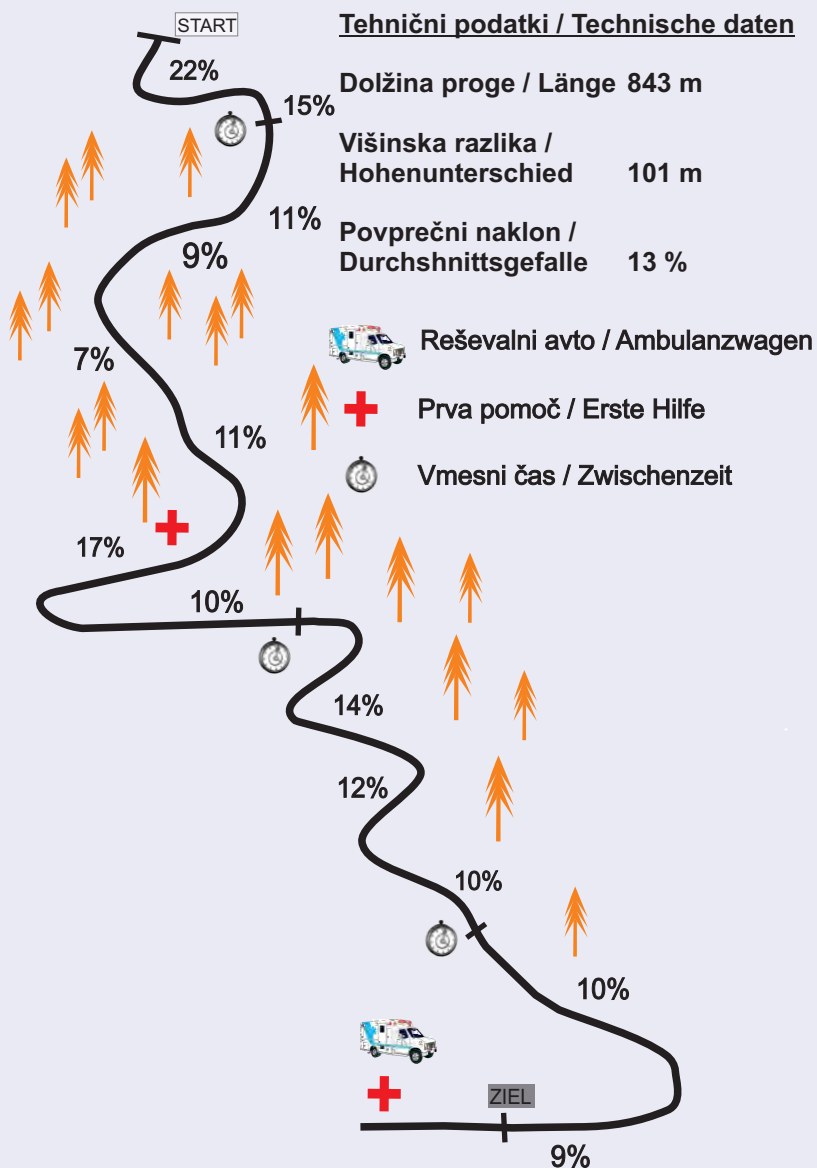 START
Tehnični podatki / Technische daten
22%
Dolžina proge / Länge 843 m
15%
Višinska razlika /
Hohenunterschied 101 m
11%
9%
Povprečni naklon /
Durchshnittsgefalle 13 %
Reševalni avto / Ambulanzwagen
7%
Prva pomoč / Erste Hilfe
11%
Vmesni čas / Zwischenzeit
17%
10%
14%
12%
10%
10%
ZIEL
9%